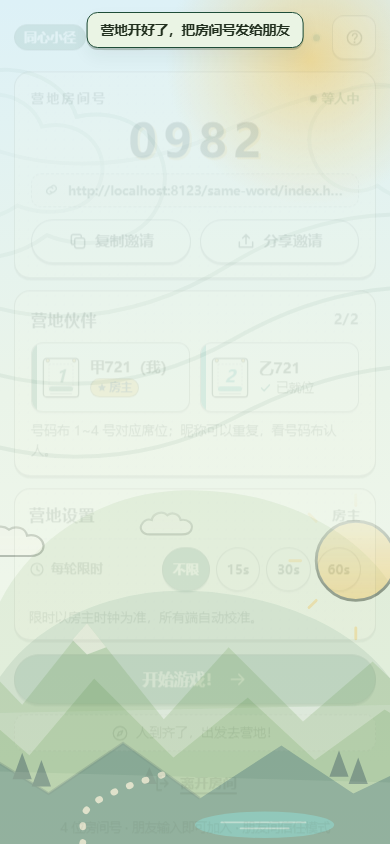 营地开好了，把房间号发给朋友
同心小径
营地房间号
等人中
0982
http://localhost:8123/same-word/index.h...
复制邀请
分享邀请
营地伙伴
2/2
1
甲721（我）
房主
2
乙721
已就位
号码布 1–4 号对应席位；昵称可以重复，看号码布认
人。
营地设置
房主
每轮限时
不限
15s
30s
60s
限时以房主时钟为准，所有端自动校准。
开始游戏！
人到齐了，出发去营地！
离开房间